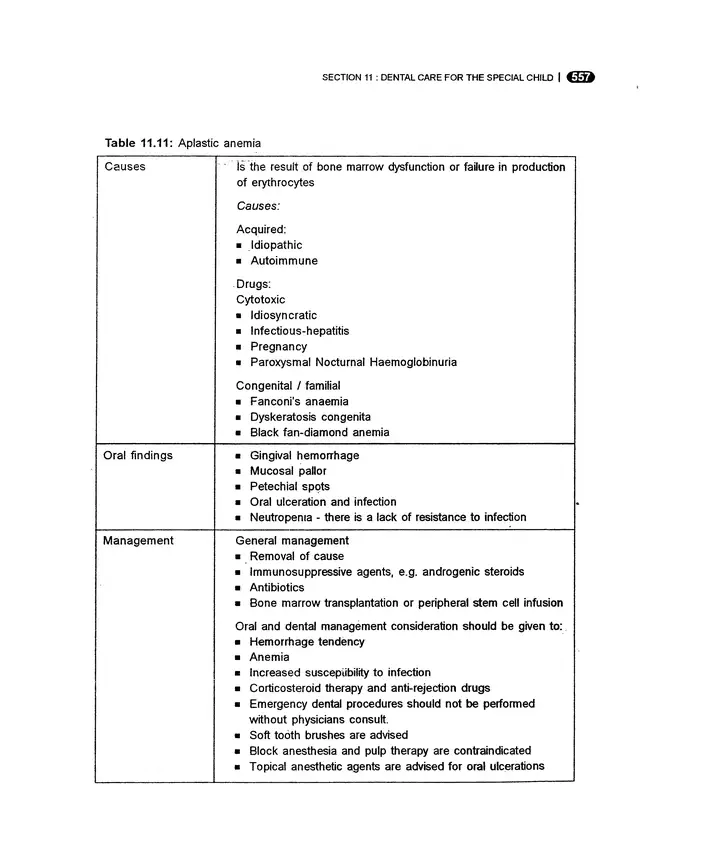 SECTION 11 : DENTAL CARE FOR THE SPECIAL CHILD | 557
Table 11.11: Aplastic anemia
Causes
Is the result of bone marrow dysfunction or failure in production
of erythrocytes
Causes:
Acquired:
▪ Idiopathic
▪ Autoimmune
Drugs:
Cytotoxic
▪ Idiosyncratic
▪ Infectious-hepatitis
▪ Pregnancy
▪ Paroxysmal Nocturnal Haemoglobinuria
Congenital / familial
▪ Fanconi's anaemia
▪ Dyskeratosis congenita
▪ Black fan-diamond anemia
Oral findings
▪ Gingival hemorrhage
▪ Mucosal pallor
▪ Petechial spots
▪ Oral ulceration and infection
▪ Neutropenia - there is a lack of resistance to infection
Management
General management
▪ Removal of cause
▪ Immunosuppressive agents, e.g. androgenic steroids
▪ Antibiotics
▪ Bone marrow transplantation or peripheral stem cell infusion
Oral and dental management consideration should be given to:
▪ Hemorrhage tendency
▪ Anemia
▪ Increased susceptibility to infection
▪ Corticosteroid therapy and anti-rejection drugs
▪ Emergency dental procedures should not be performed
without physicians consult.
▪ Soft tooth brushes are advised
▪ Block anesthesia and pulp therapy are contraindicated
▪ Topical anesthetic agents are advised for oral ulcerations